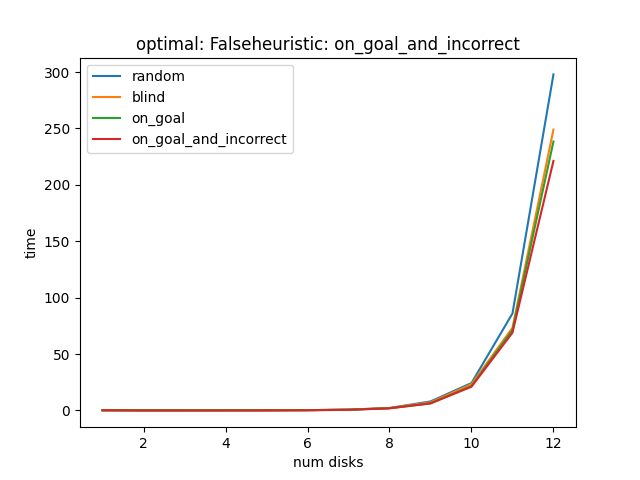 optimal: Falseheuristic: on_goal_and_incorrect
random
blind
on_goal
on_goal_and_incorrect
300
250
200
150
100
50
0
time
2 4 6 8 10 12
num disks